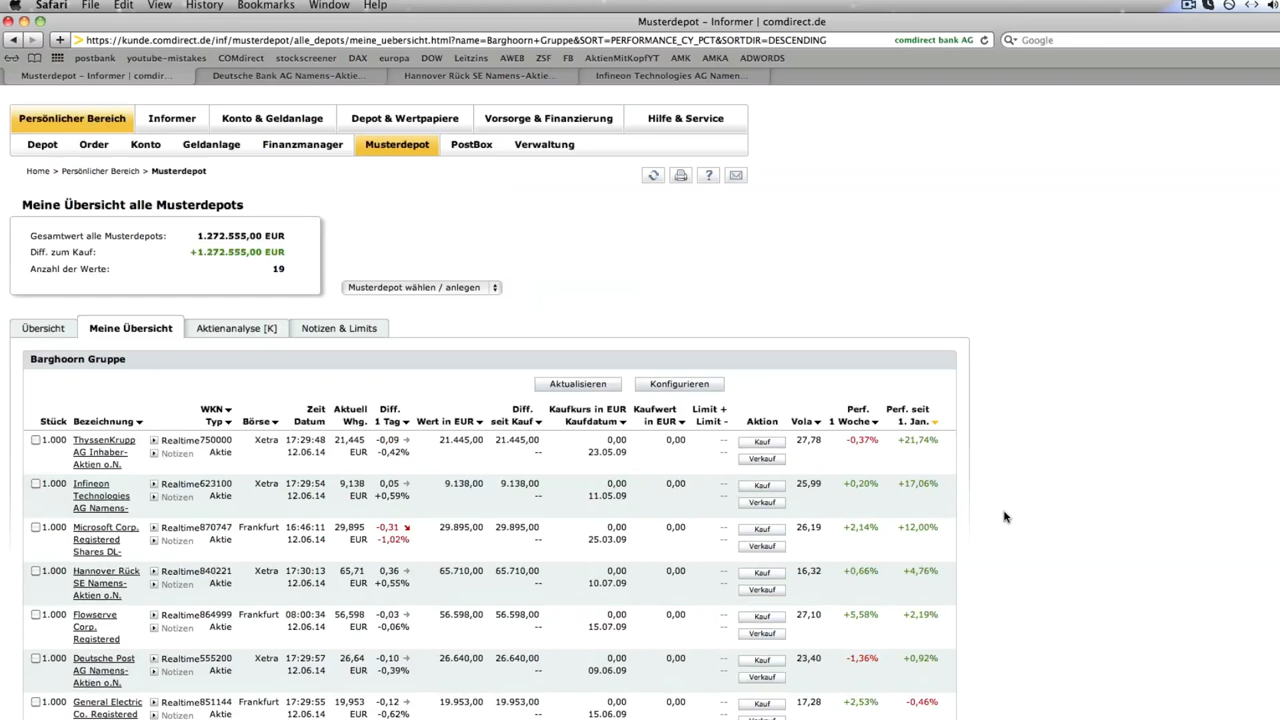 Safari File Edit View History Bookmarks Window Help
Musterdepot – Informer | comdirect.de
https://kunde.comdirect.de/inf/musterdepot/alle_depots/meine_uebersicht.html?name=Barghoorn+Gruppe&SORT=PERFORMANCE_CY_PCT&SORTDIR=DESCENDING comdirect bank AG Google
postbank youtube-mistakes COMdirect stockscreener DAX europa DOW Leitzins AWEB ZSF FB AktienMitKopfYT AMK AMKA ADWORDS
Musterdepot – Informer | comdir... Deutsche Bank AG Namens-Aktie... Hannover Rück SE Namens-Aktie... Infineon Technologies AG Namen...
Persönlicher Bereich Informer Konto & Geldanlage Depot & Wertpapiere Vorsorge & Finanzierung Hilfe & Service
Depot Order Konto Geldanlage Finanzmanager Musterdepot PostBox Verwaltung
Home > Persönlicher Bereich > Musterdepot
Meine Übersicht alle Musterdepots
Gesamtwert alle Musterdepots: 1.272.555,00 EUR
Diff. zum Kauf: +1.272.555,00 EUR
Anzahl der Werte: 19
Musterdepot wählen / anlegen
Übersicht Meine Übersicht Aktienanalyse [K] Notizen & Limits
Barghoorn Gruppe
Aktualisieren Konfigurieren
WKN Zeit Aktuell Diff. Diff. Kaufkurs in EUR Kaufwert Limit + Perf. Perf. seit
Stück Bezeichnung Typ Börse Datum Whg. 1 Tag Wert in EUR seit Kauf Kaufdatum in EUR Limit - Aktion Vola 1 Woche 1. Jan.
1.000 ThyssenKrupp Realtime 750000 Xetra 17:29:48 21,445 -0,09 21.445,00 21.445,00 0,00 0,00 -- Kauf 27,78 -0,37% +21,74%
AG Inhaber- Notizen Aktie 12.06.14 EUR -0,42% -- 23.05.09 -- Verkauf
Aktien o.N.
1.000 Infineon Realtime 623100 Xetra 17:29:54 9,138 0,05 9.138,00 9.138,00 0,00 0,00 -- Kauf 25,99 +0,20% +17,06%
Technologies Notizen Aktie 12.06.14 EUR +0,59% -- 11.05.09 -- Verkauf
AG Namens-
1.000 Microsoft Corp. Realtime 870747 Frankfurt 16:46:11 29,895 -0,31 29.895,00 29.895,00 0,00 0,00 -- Kauf 26,19 +2,14% +12,00%
Registered Notizen Aktie 12.06.14 EUR -1,02% -- 25.03.09 -- Verkauf
Shares DL-
1.000 Hannover Rück Realtime 840221 Xetra 17:30:13 65,71 0,36 65.710,00 65.710,00 0,00 0,00 -- Kauf 16,32 +0,66% +4,76%
SE Namens- Notizen Aktie 12.06.14 EUR +0,55% -- 10.07.09 -- Verkauf
Aktien o.N.
1.000 Flowserve Realtime 864999 Frankfurt 08:00:34 56,598 -0,03 56.598,00 56.598,00 0,00 0,00 -- Kauf 27,10 +5,58% +2,19%
Corp. Notizen Aktie 12.06.14 EUR -0,06% -- 15.07.09 -- Verkauf
Registered
1.000 Deutsche Post Realtime 555200 Xetra 17:29:57 26,64 -0,10 26.640,00 26.640,00 0,00 0,00 -- Kauf 23,40 -1,36% +0,92%
AG Namens- Notizen Aktie 12.06.14 EUR -0,39% -- 09.06.09 -- Verkauf
Aktien o.N.
1.000 General Electric Realtime 851144 Frankfurt 17:29:55 19,953 -0,12 19.953,00 19.953,00 0,00 0,00 -- Kauf 17,28 +2,53% -0,46%
Co. Registered Notizen Aktie 12.06.14 EUR -0,62% -- 15.06.09 --